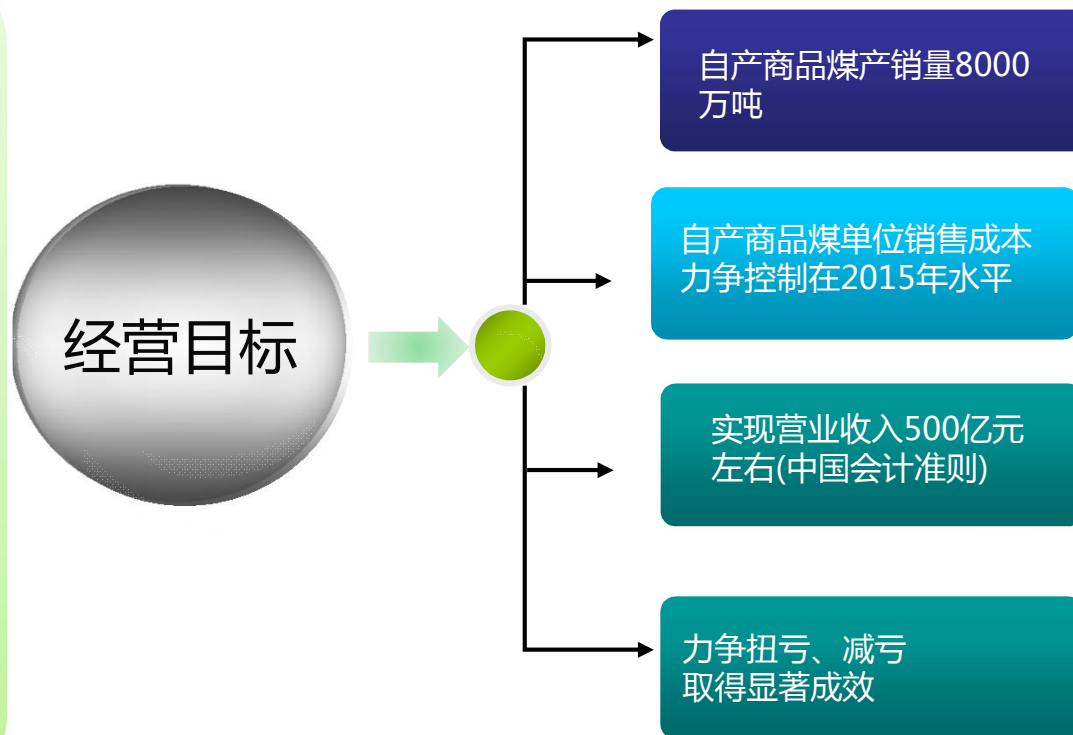 经营目标
自产商品煤产销量8000
万吨
自产商品煤单位销售成本
力争控制在2015年水平
实现营业收入500亿元
左右(中国会计准则)
力争扭亏、减亏
取得显著成效